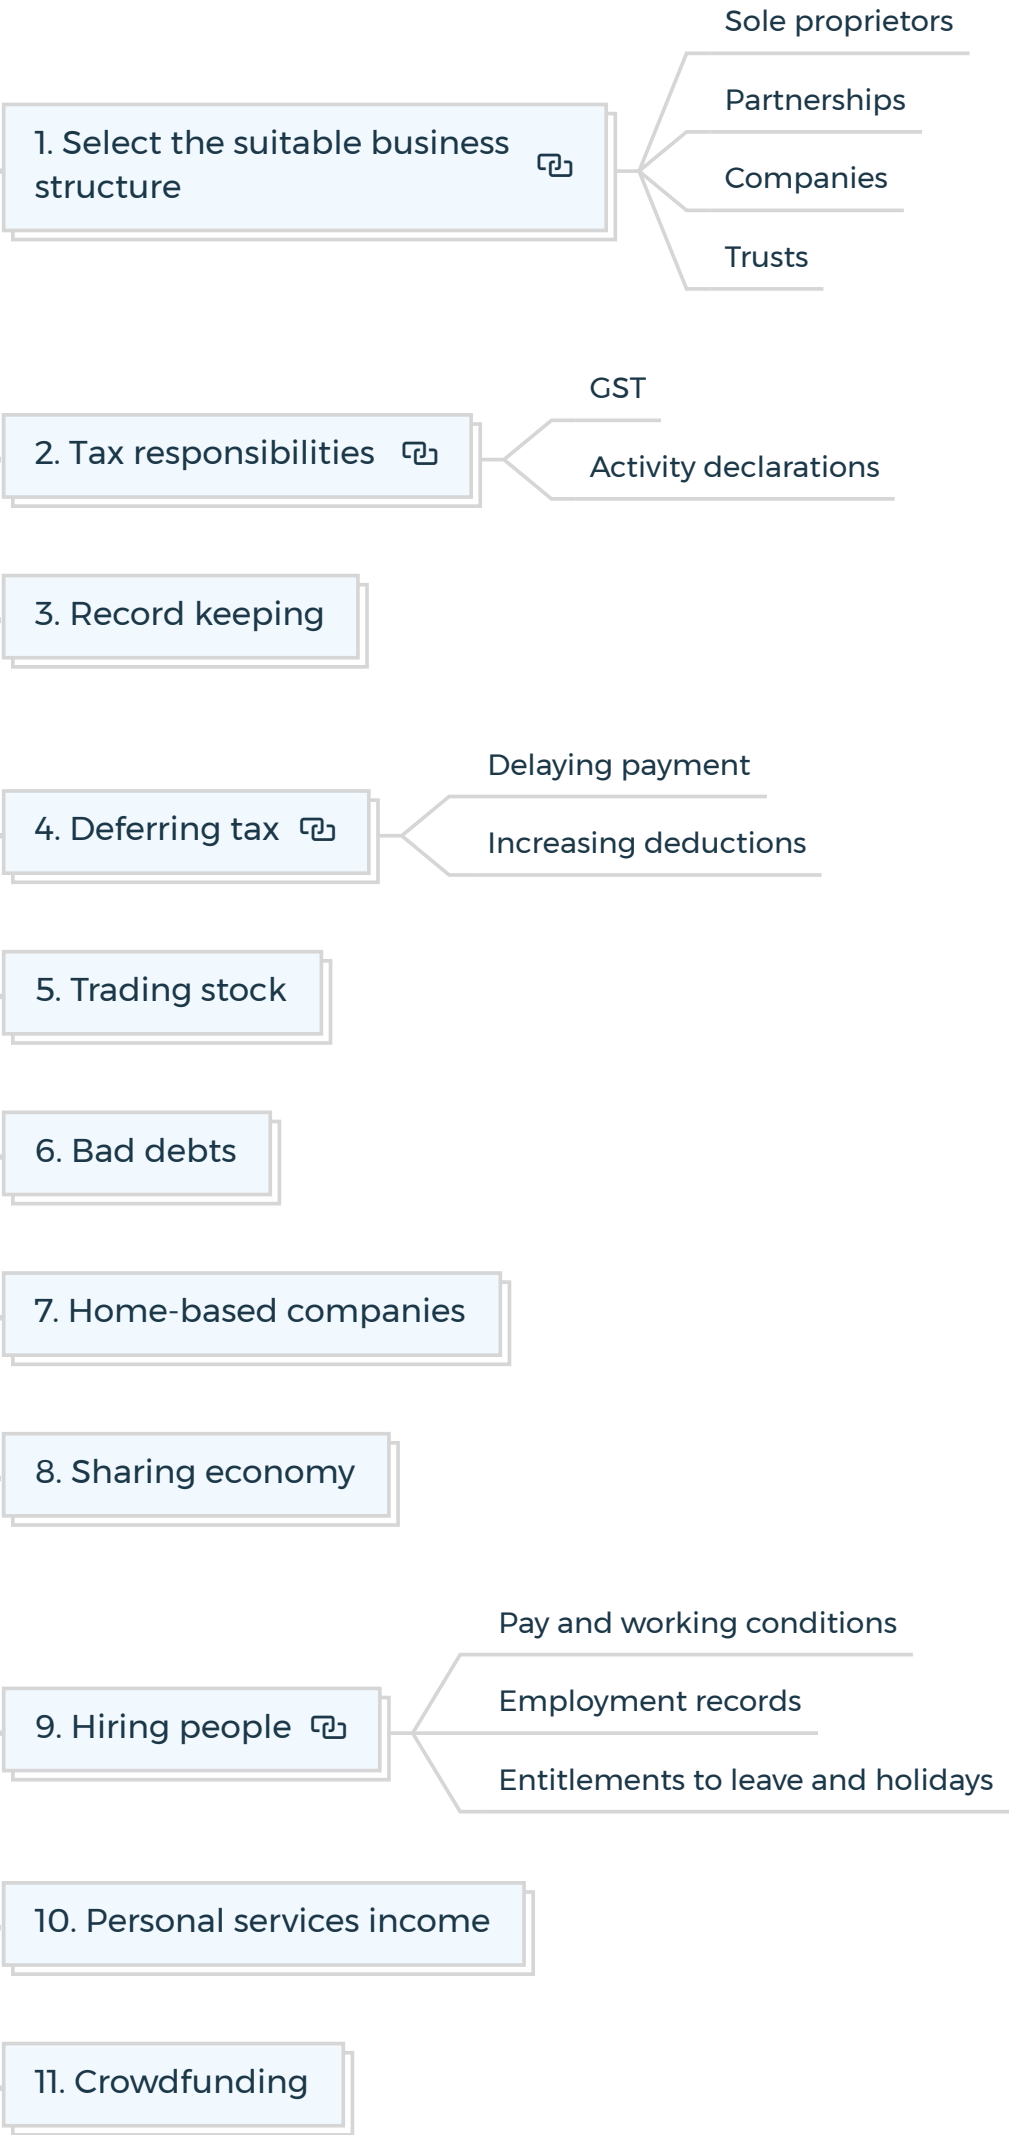 Sole proprietors
Partnerships
1. Select the suitable business
structure
Companies
Trusts
GST
2. Tax responsibilities
Activity declarations
3. Record keeping
Delaying payment
4. Deferring tax
Increasing deductions
5. Trading stock
6. Bad debts
7. Home-based companies
8. Sharing economy
Pay and working conditions
Employment records
9. Hiring people
Entitlements to leave and holidays
10. Personal services income
11. Crowdfunding